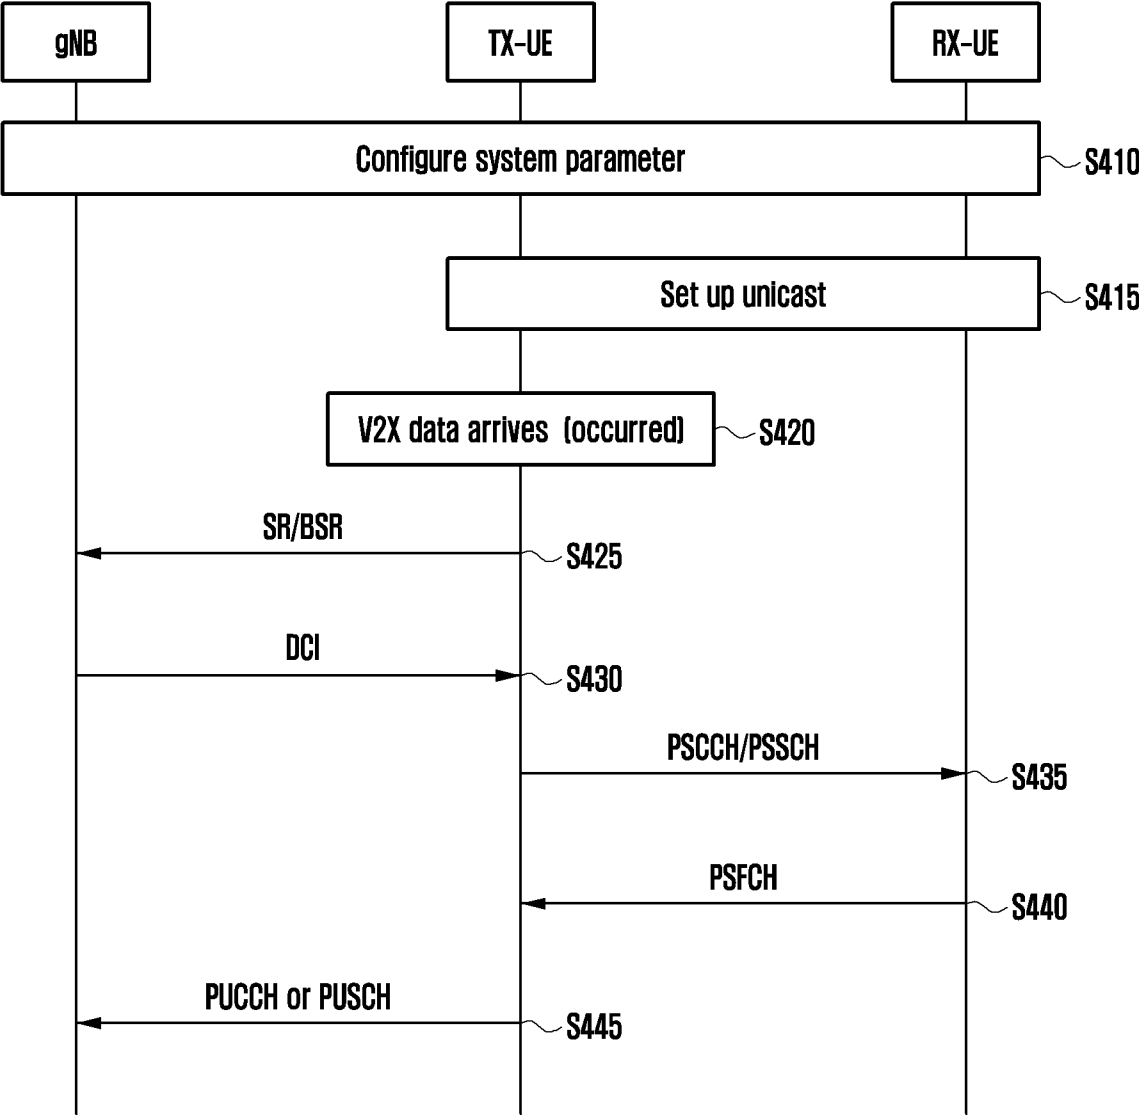 gNB
TX-UE
RX-UE
Configure system parameter
S410
Set up unicast
S415
V2X data arrives (occurred)
S420
SR/BSR
S425
DCI
S430
PSCCH/PSSCH
S435
PSFCH
S440
PUCCH or PUSCH
S445